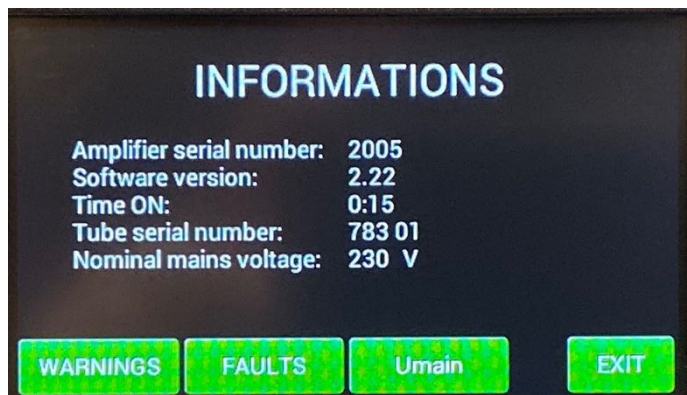 INFORMATIONS
Amplifier serial number: 2005
Software version: 2.22
Time ON: 0:15
Tube serial number: 783 01
Nominal mains voltage: 230 V
WARNINGS FAULTS Umain EXIT